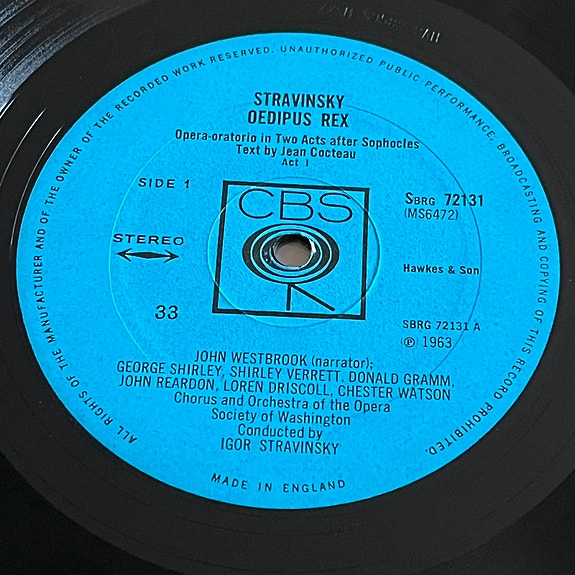 ALL RIGHTS OF THE MANUFACTURER AND OF THE OWNER OF THE RECORDED WORK RESERVED. UNAUTHORIZED PUBLIC PERFORMANCE, BROADCASTING AND COPYING OF THIS RECORD PROHIBITED.
STRAVINSKY
OEDIPUS REX
Opera-oratorio in Two Acts after Sophocles
Text by Jean Cocteau
Act I
SIDE 1
CBS
SBRG 72131
(MS6472)
STEREO
Hawkes & Son
33
SBRG 72131 A
℗ 1963
JOHN WESTBROOK (narrator);
GEORGE SHIRLEY, SHIRLEY VERRETT, DONALD GRAMM,
JOHN REARDON, LOREN DRISCOLL, CHESTER WATSON
Chorus and Orchestra of the Opera
Society of Washington
Conducted by
IGOR STRAVINSKY
MADE IN ENGLAND